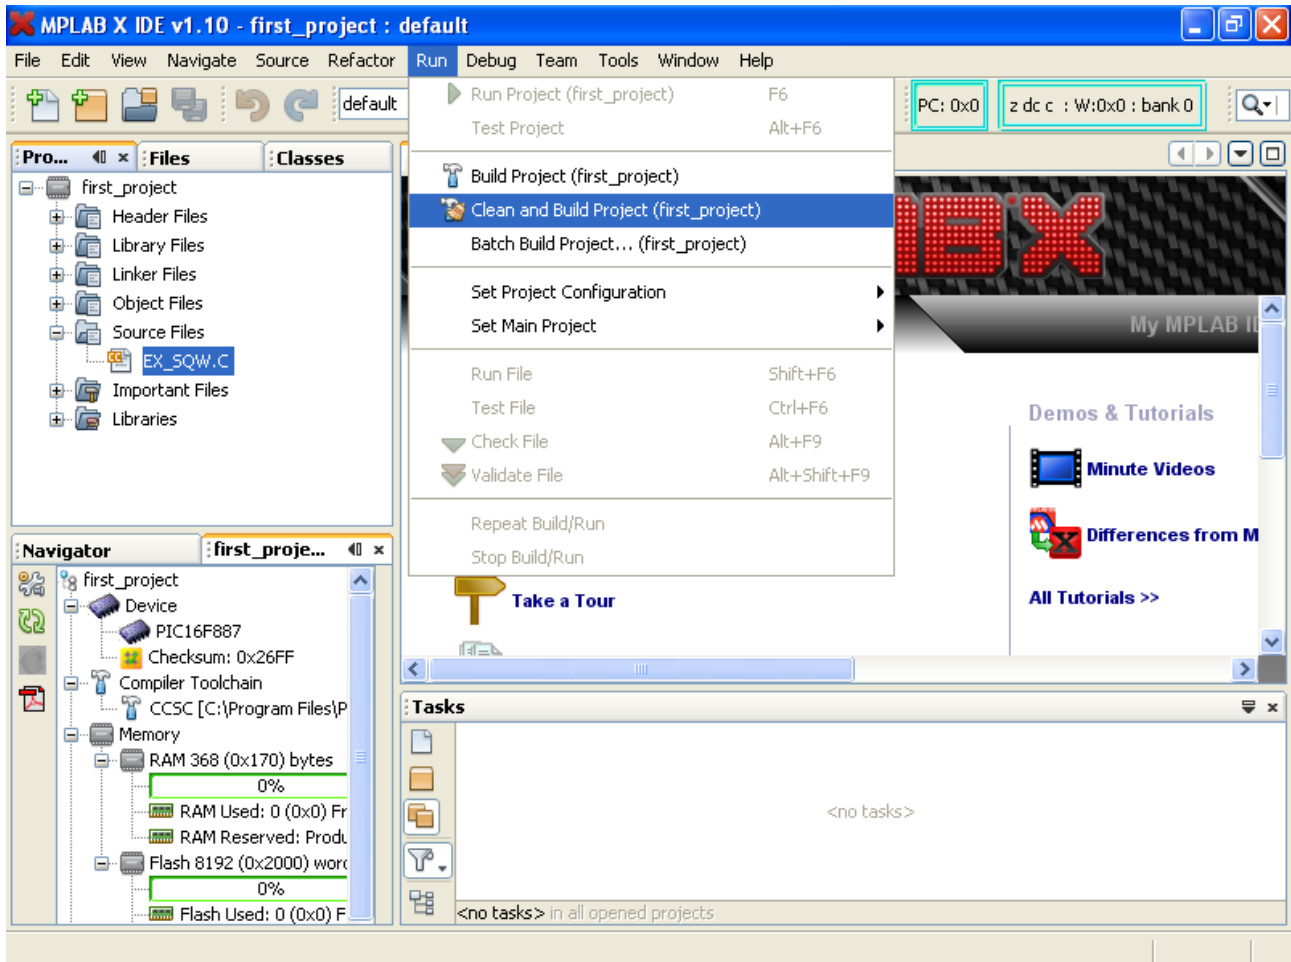 MPLAB X IDE v1.10 - first_project : default
File Edit View Navigate Source Refactor Run Debug Team Tools Window Help
default
PC: 0x0
z dc c : W:0x0 : bank 0
Run Project (first_project) F6
Test Project Alt+F6
Build Project (first_project)
Clean and Build Project (first_project)
Batch Build Project... (first_project)
Set Project Configuration
Set Main Project
Run File Shift+F6
Test File Ctrl+F6
Check File Alt+F9
Validate File Alt+Shift+F9
Repeat Build/Run
Stop Build/Run
Pro... Files Classes
first_project
Header Files
Library Files
Linker Files
Object Files
Source Files
EX_SQW.C
Important Files
Libraries
My MPLAB I
Demos & Tutorials
Minute Videos
Differences from M
All Tutorials >>
Take a Tour
Navigator first_proje...
first_project
Device
PIC16F887
Checksum: 0x26FF
Compiler Toolchain
CCSC [C:\Program Files\P
Memory
RAM 368 (0x170) bytes
0%
RAM Used: 0 (0x0) Fr
RAM Reserved: Produ
Flash 8192 (0x2000) word
0%
Flash Used: 0 (0x0) F
Tasks
<no tasks>
<no tasks> in all opened projects